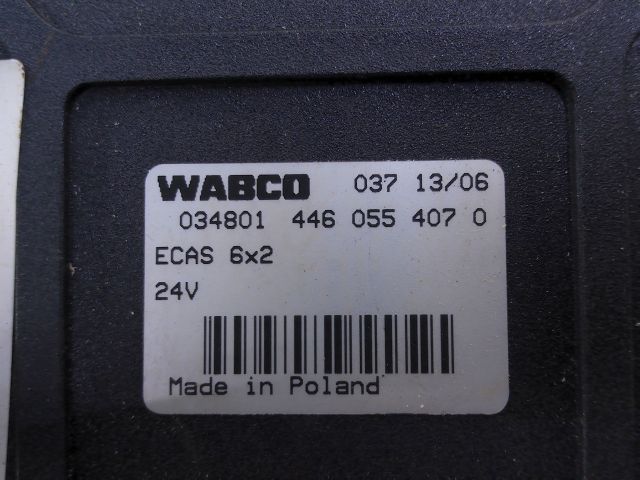 WABCO 037 13/06
034801 446 055 407 0
ECAS 6x2
24V
Made in Poland